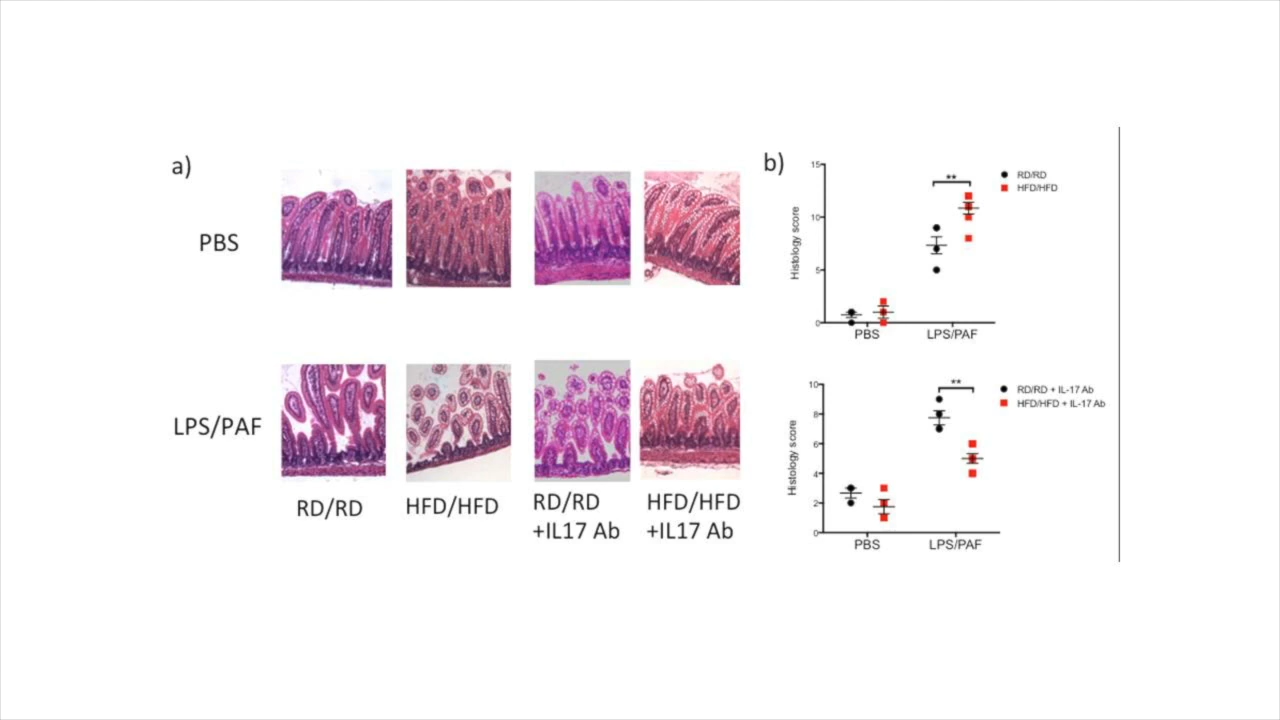 a)
PBS
LPS/PAF
RD/RD
HFD/HFD
RD/RD
+IL17 Ab
HFD/HFD
+IL17 Ab
b)
Histology score
15
10
5
0
PBS
LPS/PAF
**
RD/RD
HFD/HFD
Histology score
10
8
6
4
2
0
PBS
LPS/PAF
**
RD/RD + IL-17 Ab
HFD/HFD + IL-17 Ab